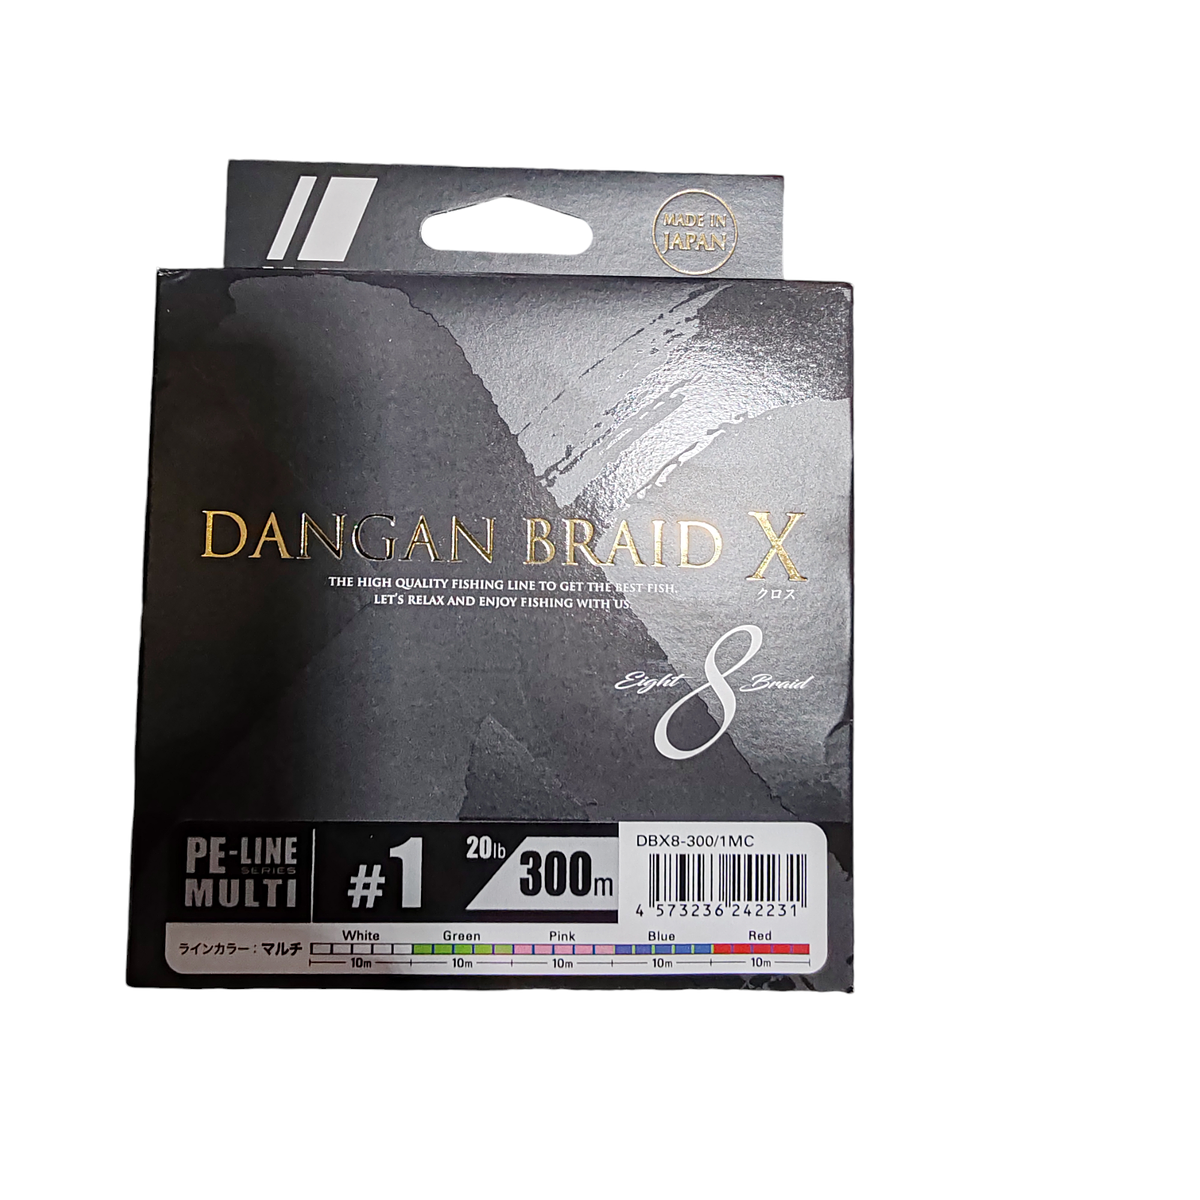 MADE IN
JAPAN
DANGAN BRAID X
クロス
THE HIGH QUALITY FISHING LINE TO GET THE BEST FISH.
LET'S RELAX AND ENJOY FISHING WITH US.
Eight 8 Braid
PE-LINE
SERIES
MULTI
#1
20lb
300m
DBX8-300/1MC
4 573236 242231
ラインカラー：マルチ
White Green Pink Blue Red
10m 10m 10m 10m 10m